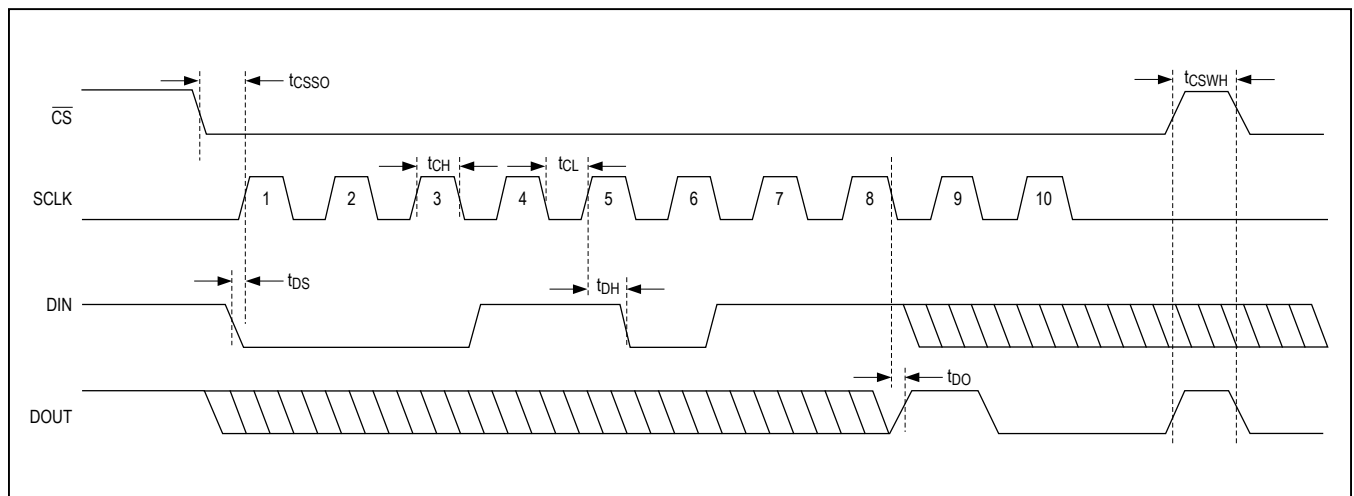 tCSSO
tCSWH
CS
tCH
tCL
SCLK
1 2 3 4 5 6 7 8 9 10
tDS
tDH
DIN
tDO
DOUT